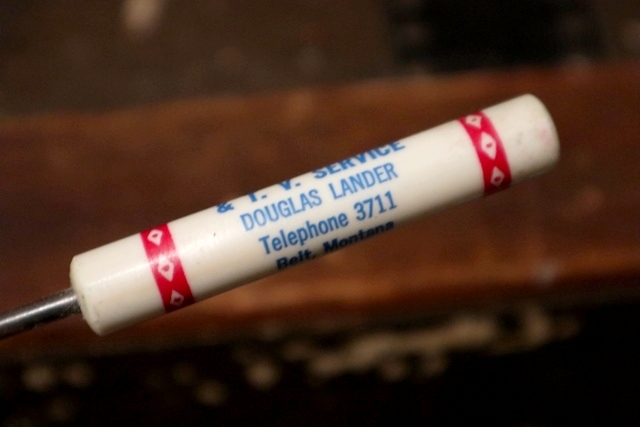 & T. V. SERVICE
DOUGLAS LANDER
Telephone 3711
Belt, Montana